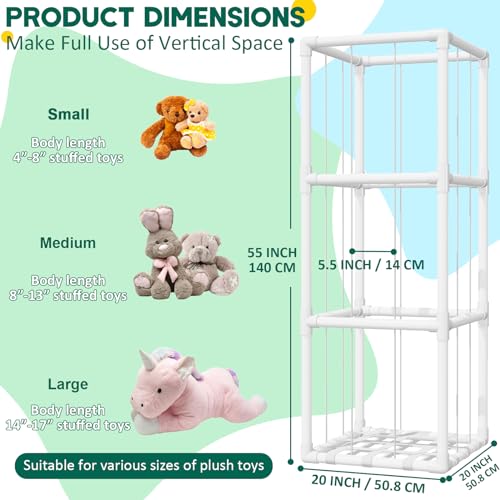 PRODUCT DIMENSIONS
Make Full Use of Vertical Space
Small
Body length
4”-8” stuffed toys
Medium
Body length
8”-13” stuffed toys
Large
Body length
14”-17” stuffed toys
Suitable for various sizes of plush toys
55 INCH
140 CM
5.5 INCH / 14 CM
20 INCH / 50.8 CM
20 INCH
50.8 CM